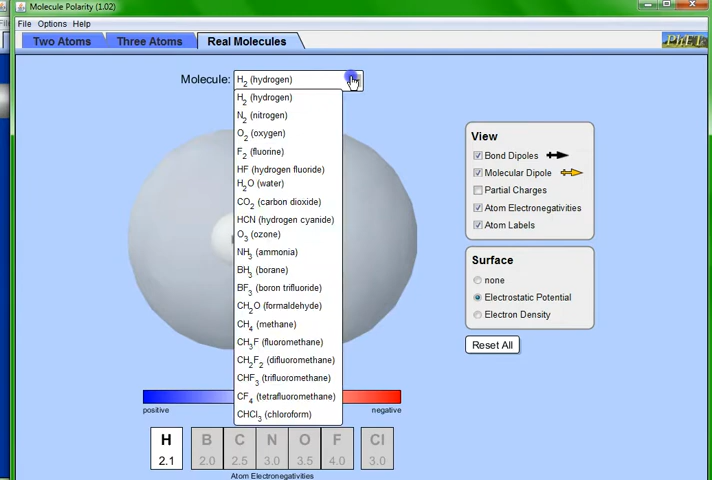 Molecule Polarity (1.02)
File Options Help
Two Atoms Three Atoms Real Molecules
PhET
Molecule: H2 (hydrogen)
H2 (hydrogen)
N2 (nitrogen)
O2 (oxygen)
F2 (fluorine)
HF (hydrogen fluoride)
H2O (water)
CO2 (carbon dioxide)
HCN (hydrogen cyanide)
O3 (ozone)
NH3 (ammonia)
BH3 (borane)
BF3 (boron trifluoride)
CH2O (formaldehyde)
CH4 (methane)
CH3F (fluoromethane)
CH2F2 (difluoromethane)
CHF3 (trifluoromethane)
CF4 (tetrafluoromethane)
CHCl3 (chloroform)
View
Bond Dipoles
Molecular Dipole
Partial Charges
Atom Electronegativities
Atom Labels
Surface
none
Electrostatic Potential
Electron Density
Reset All
positive negative
H B C N O F Cl
2.1 2.0 2.5 3.0 3.5 4.0 3.0
Atom Electronegativities